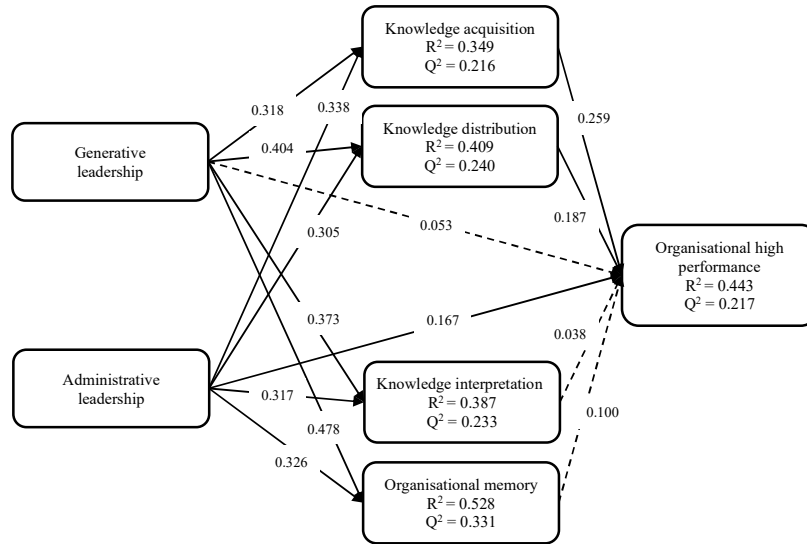 Knowledge acquisition
R² = 0.349
Q² = 0.216
0.318
0.338
0.259
Generative
leadership
0.404
Knowledge distribution
R² = 0.409
Q² = 0.240
0.305
0.053
0.187
Organisational high
performance
R² = 0.443
Q² = 0.217
0.373
0.167
0.038
Administrative
leadership
0.317
Knowledge interpretation
R² = 0.387
Q² = 0.233
0.100
0.478
0.326
Organisational memory
R² = 0.528
Q² = 0.331